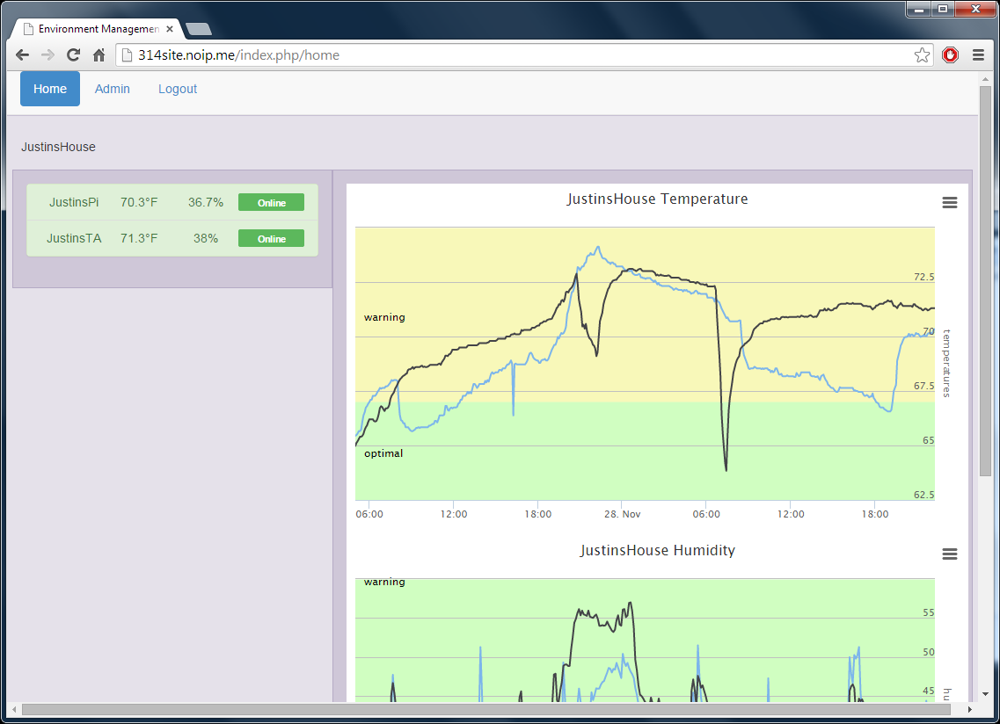 Environment Managemen
314site.noip.me/index.php/home
Home Admin Logout
JustinsHouse
JustinsPi 70.3°F 36.7% Online
JustinsTA 71.3°F 38% Online
JustinsHouse Temperature
warning
optimal
72.5
70
67.5
65
62.5
temperatures
06:00 12:00 18:00 28. Nov 06:00 12:00 18:00
JustinsHouse Humidity
warning
55
50
45
hu